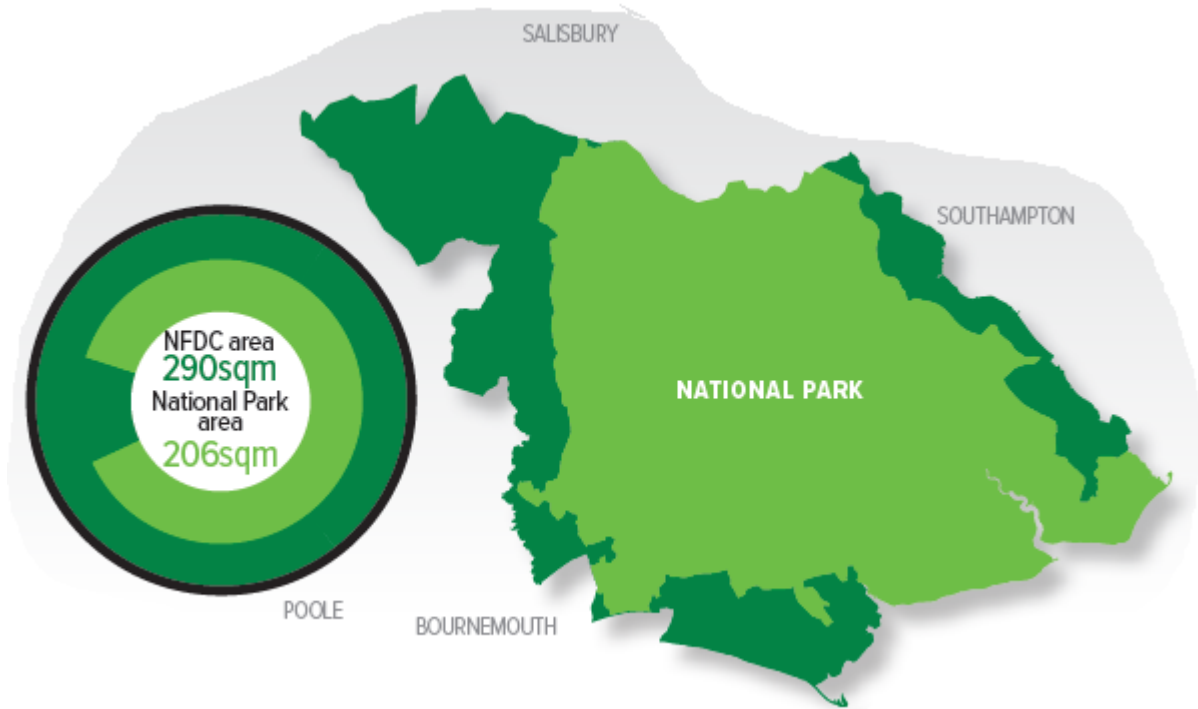 SALISBURY
SOUTHAMPTON
NFDC area
290sqm
National Park
area
206sqm
NATIONAL PARK
POOLE
BOURNEMOUTH